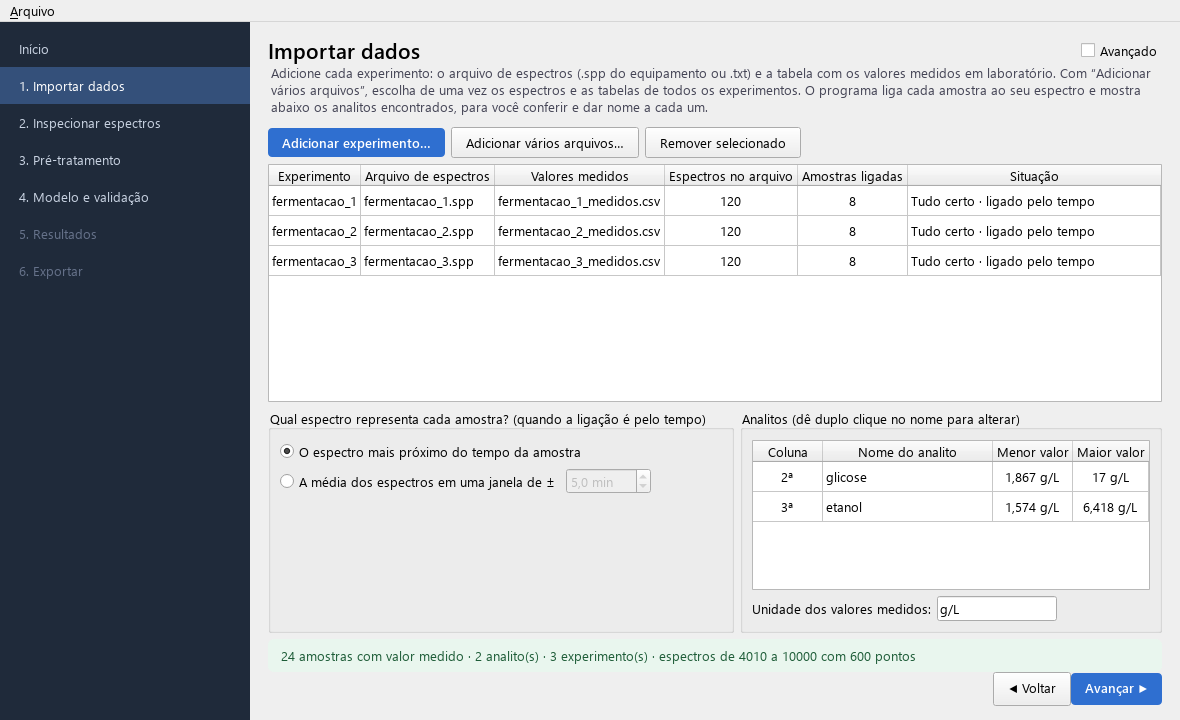 Arquivo
Início
1. Importar dados
2. Inspecionar espectros
3. Pré-tratamento
4. Modelo e validação
5. Resultados
6. Exportar
Importar dados
Avançado
Adicione cada experimento: o arquivo de espectros (.spp do equipamento ou .txt) e a tabela com os valores medidos em laboratório. Com “Adicionar
vários arquivos”, escolha de uma vez os espectros e as tabelas de todos os experimentos. O programa liga cada amostra ao seu espectro e mostra
abaixo os analitos encontrados, para você conferir e dar nome a cada um.
Adicionar experimento... Adicionar vários arquivos... Remover selecionado
Experimento Arquivo de espectros Valores medidos Espectros no arquivo Amostras ligadas Situação
fermentacao_1 fermentacao_1.spp fermentacao_1_medidos.csv 120 8 Tudo certo · ligado pelo tempo
fermentacao_2 fermentacao_2.spp fermentacao_2_medidos.csv 120 8 Tudo certo · ligado pelo tempo
fermentacao_3 fermentacao_3.spp fermentacao_3_medidos.csv 120 8 Tudo certo · ligado pelo tempo
Qual espectro representa cada amostra? (quando a ligação é pelo tempo)
O espectro mais próximo do tempo da amostra
A média dos espectros em uma janela de ± 5,0 min
Analitos (dê duplo clique no nome para alterar)
Coluna Nome do analito Menor valor Maior valor
2ª glicose 1,867 g/L 17 g/L
3ª etanol 1,574 g/L 6,418 g/L
Unidade dos valores medidos: g/L
24 amostras com valor medido · 2 analito(s) · 3 experimento(s) · espectros de 4010 a 10000 com 600 pontos
◄ Voltar Avançar ►